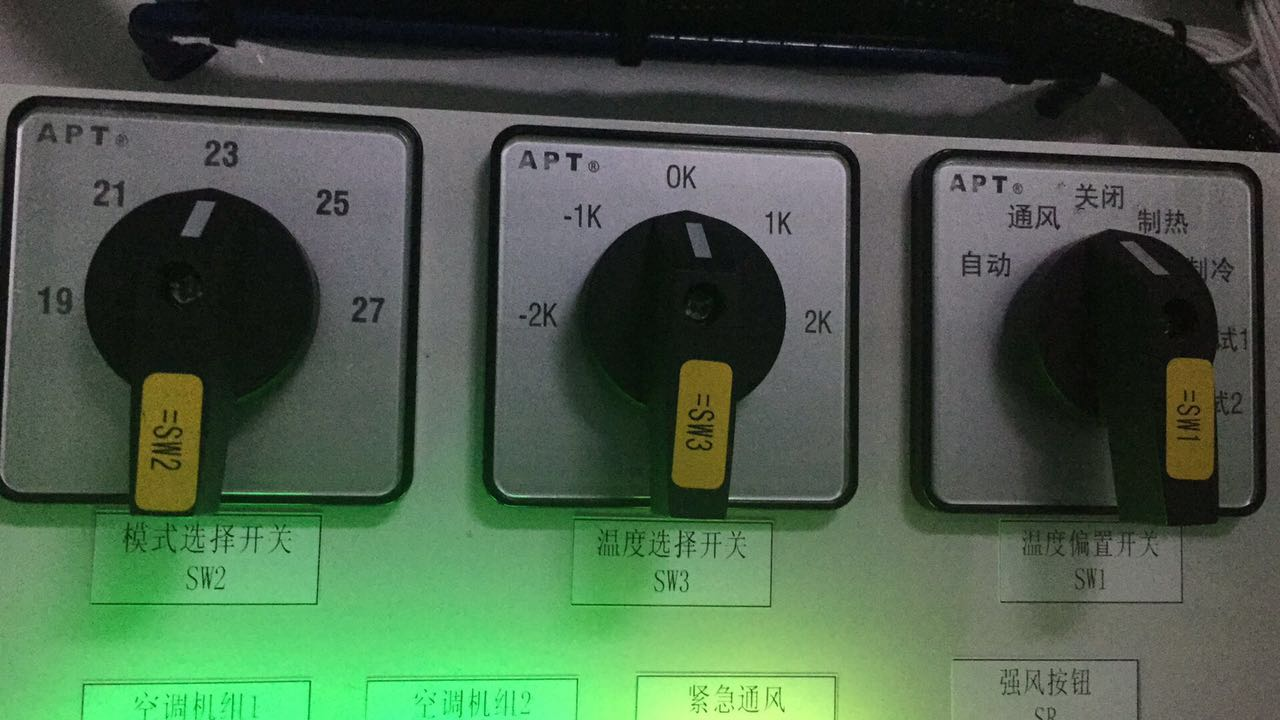 APT®
23
21
25
19
27
=SW2
模式选择开关
SW2
APT®
0K
-1K
1K
-2K
2K
=SW3
温度选择开关
SW3
APT®
关闭
通风
制热
自动
制冷
试1
试2
=SW1
温度偏置开关
SW1
空调机组1
空调机组2
紧急通风
强风按钮
SR